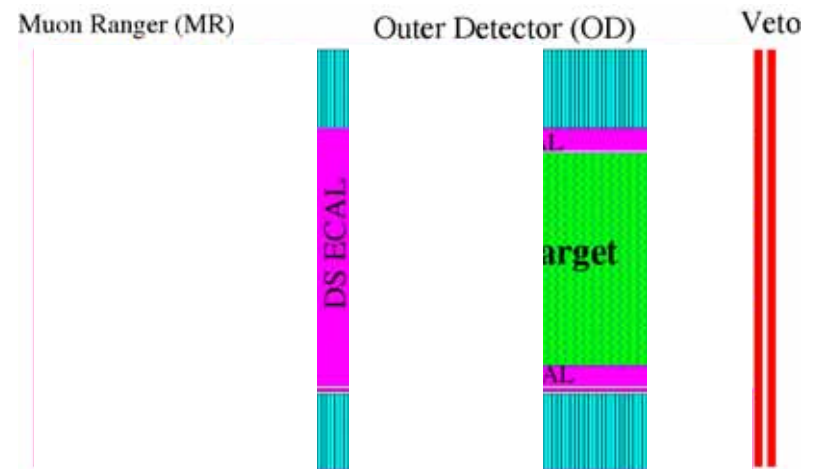 Muon Ranger (MR)
Outer Detector (OD)
Veto
AL
DS ECAL
arget
AL